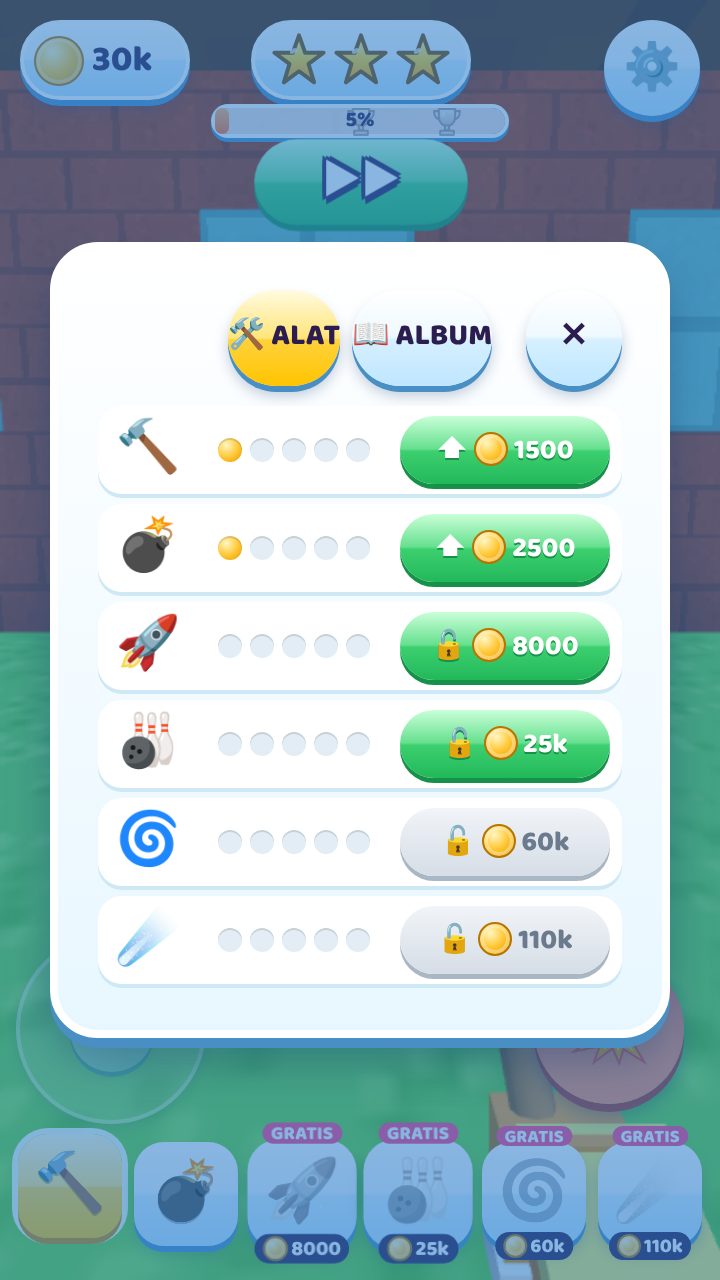 30k
5%
ALAT
ALBUM
✕
1500
2500
8000
25k
60k
110k
GRATIS
GRATIS
GRATIS
GRATIS
8000
25k
60k
110k